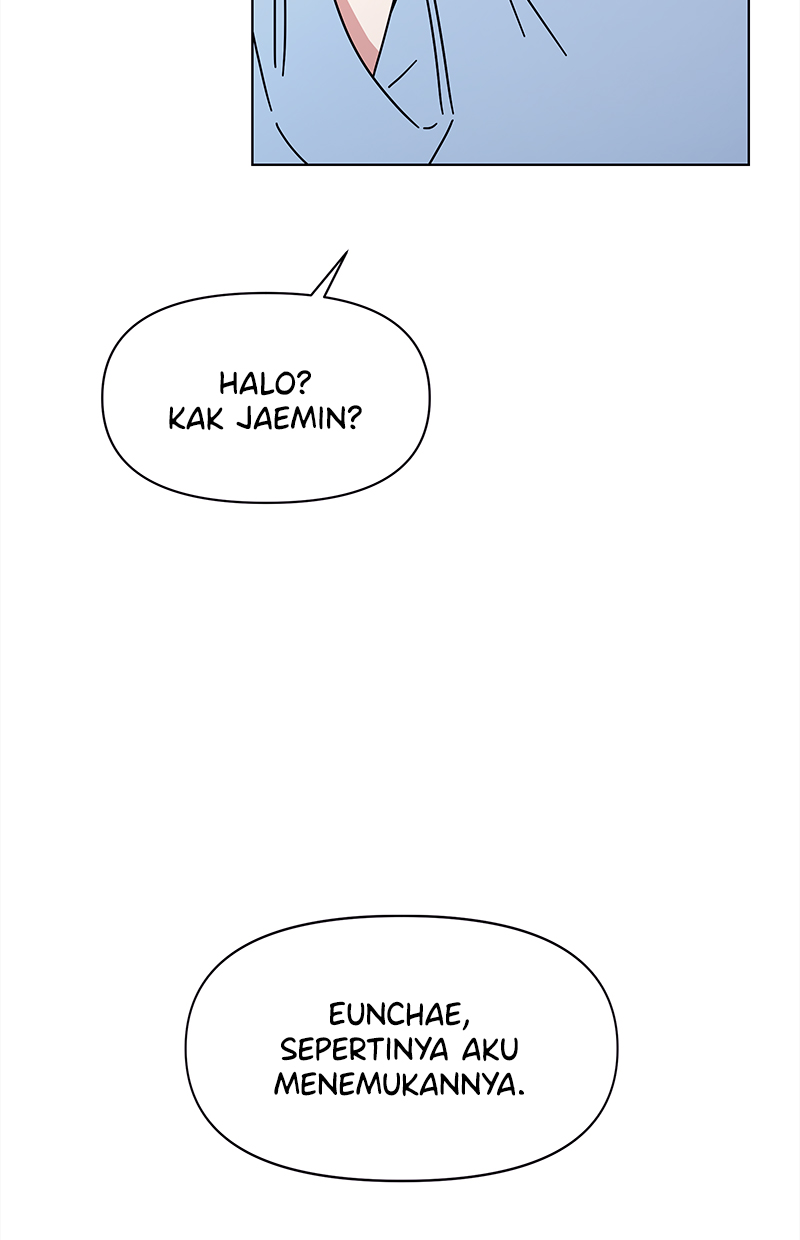 HALO?
KAK JAEMIN?
EUNCHAE,
SEPERTINYA AKU
MENEMUKANNYA.